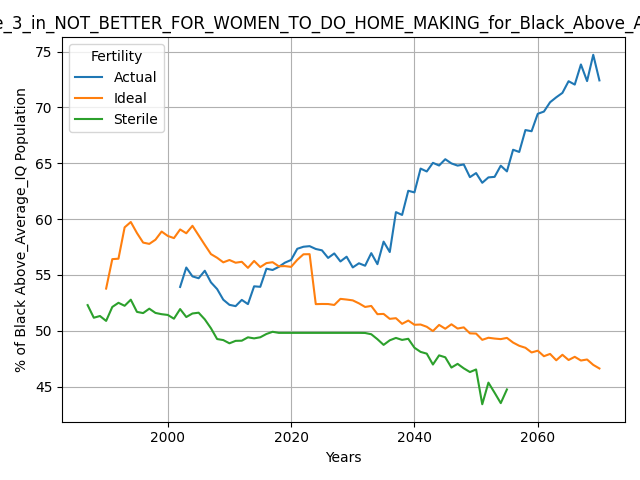 _3_in_NOT_BETTER_FOR_WOMEN_TO_DO_HOME_MAKING_for_Black_Above_A
Fertility
Actual
Ideal
Sterile
% of Black Above_Average_IQ Population
75
70
65
60
55
50
45
2000
2020
2040
2060
Years